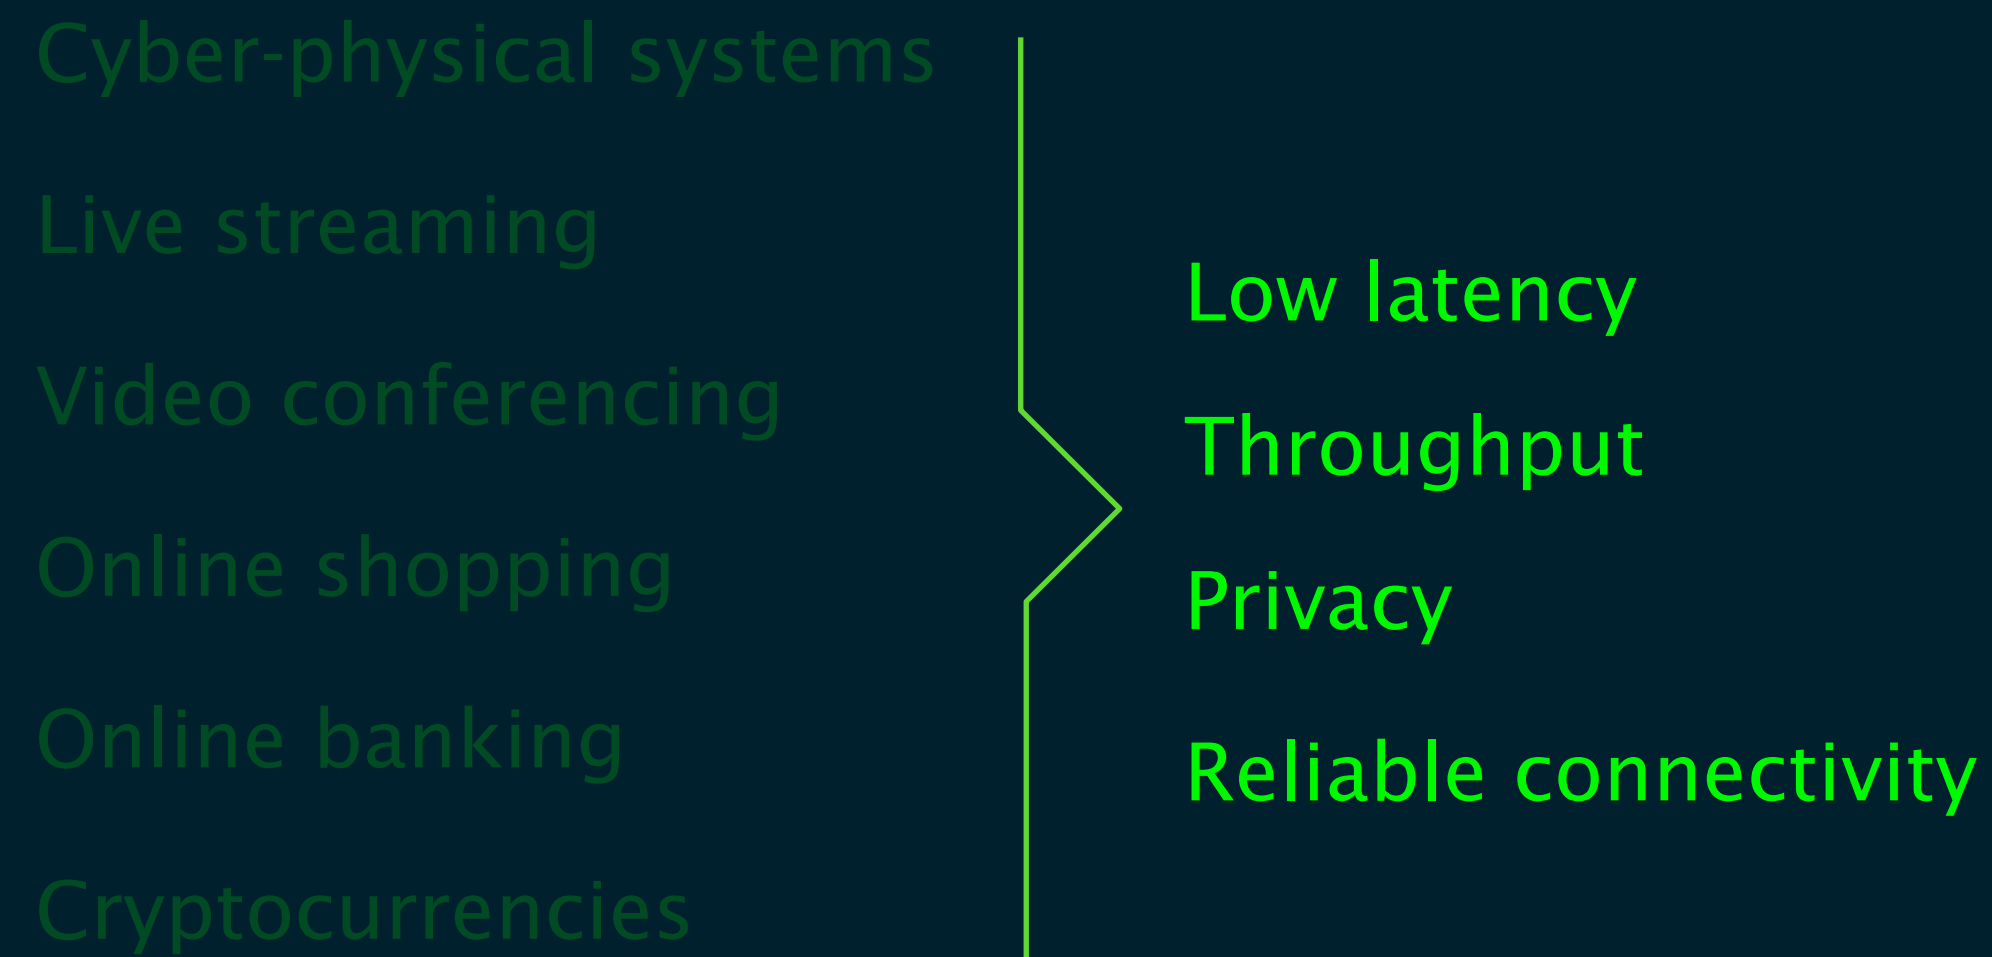 Cyber-physical systems
Live streaming
Video conferencing
Online shopping
Online banking
Cryptocurrencies
Low latency
Throughput
Privacy
Reliable connectivity